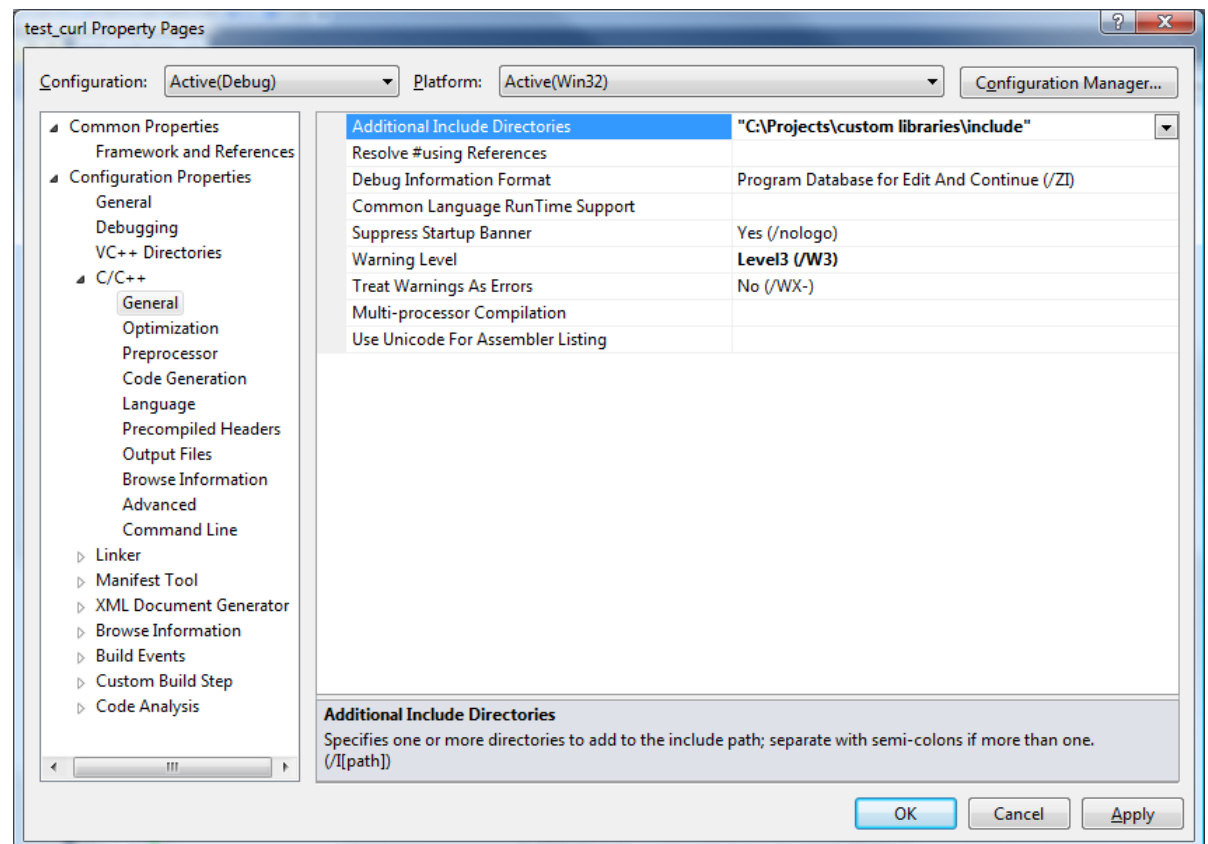 test_curl Property Pages
Configuration: Active(Debug) Platform: Active(Win32) Configuration Manager...
Common Properties
Framework and References
Configuration Properties
General
Debugging
VC++ Directories
C/C++
General
Optimization
Preprocessor
Code Generation
Language
Precompiled Headers
Output Files
Browse Information
Advanced
Command Line
Linker
Manifest Tool
XML Document Generator
Browse Information
Build Events
Custom Build Step
Code Analysis
Additional Include Directories "C:\Projects\custom libraries\include"
Resolve #using References
Debug Information Format Program Database for Edit And Continue (/ZI)
Common Language RunTime Support
Suppress Startup Banner Yes (/nologo)
Warning Level Level3 (/W3)
Treat Warnings As Errors No (/WX-)
Multi-processor Compilation
Use Unicode For Assembler Listing
Additional Include Directories
Specifies one or more directories to add to the include path; separate with semi-colons if more than one.
(/I[path])
OK Cancel Apply